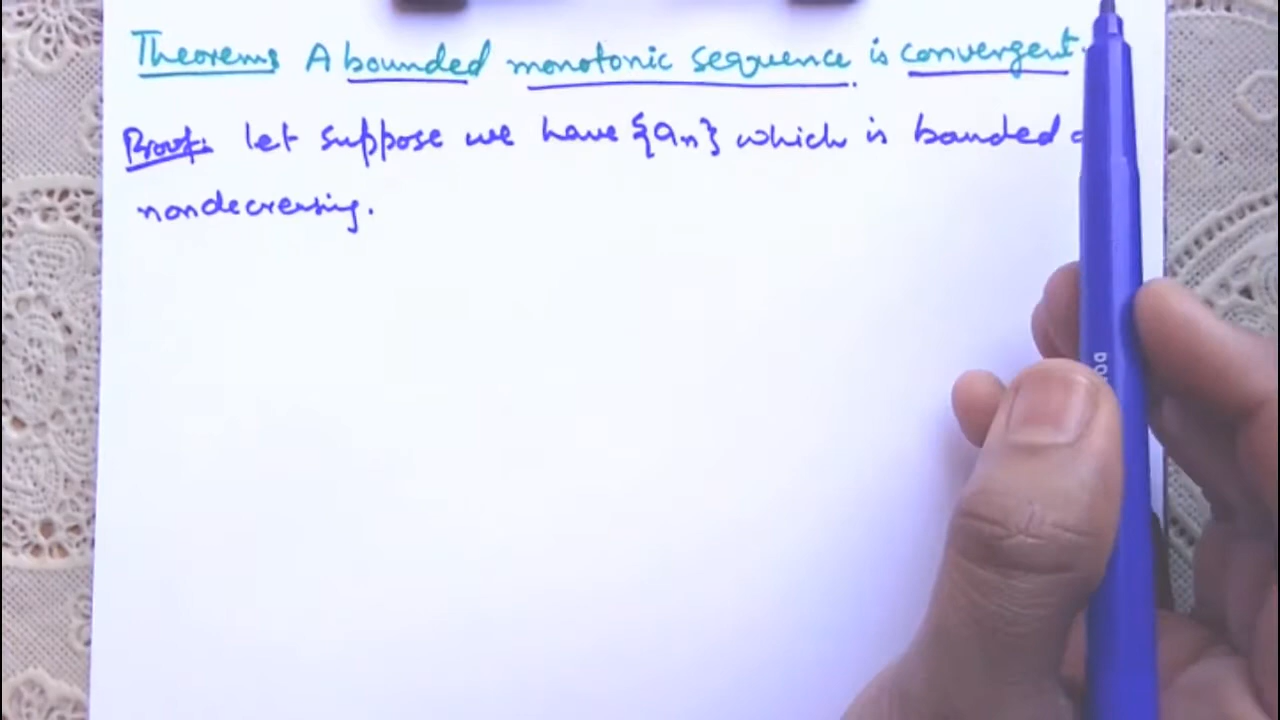 Theorem: A bounded monotonic sequence is convergent.
Proof: let suppose we have {aₙ} which is bounded
nondecreasing.